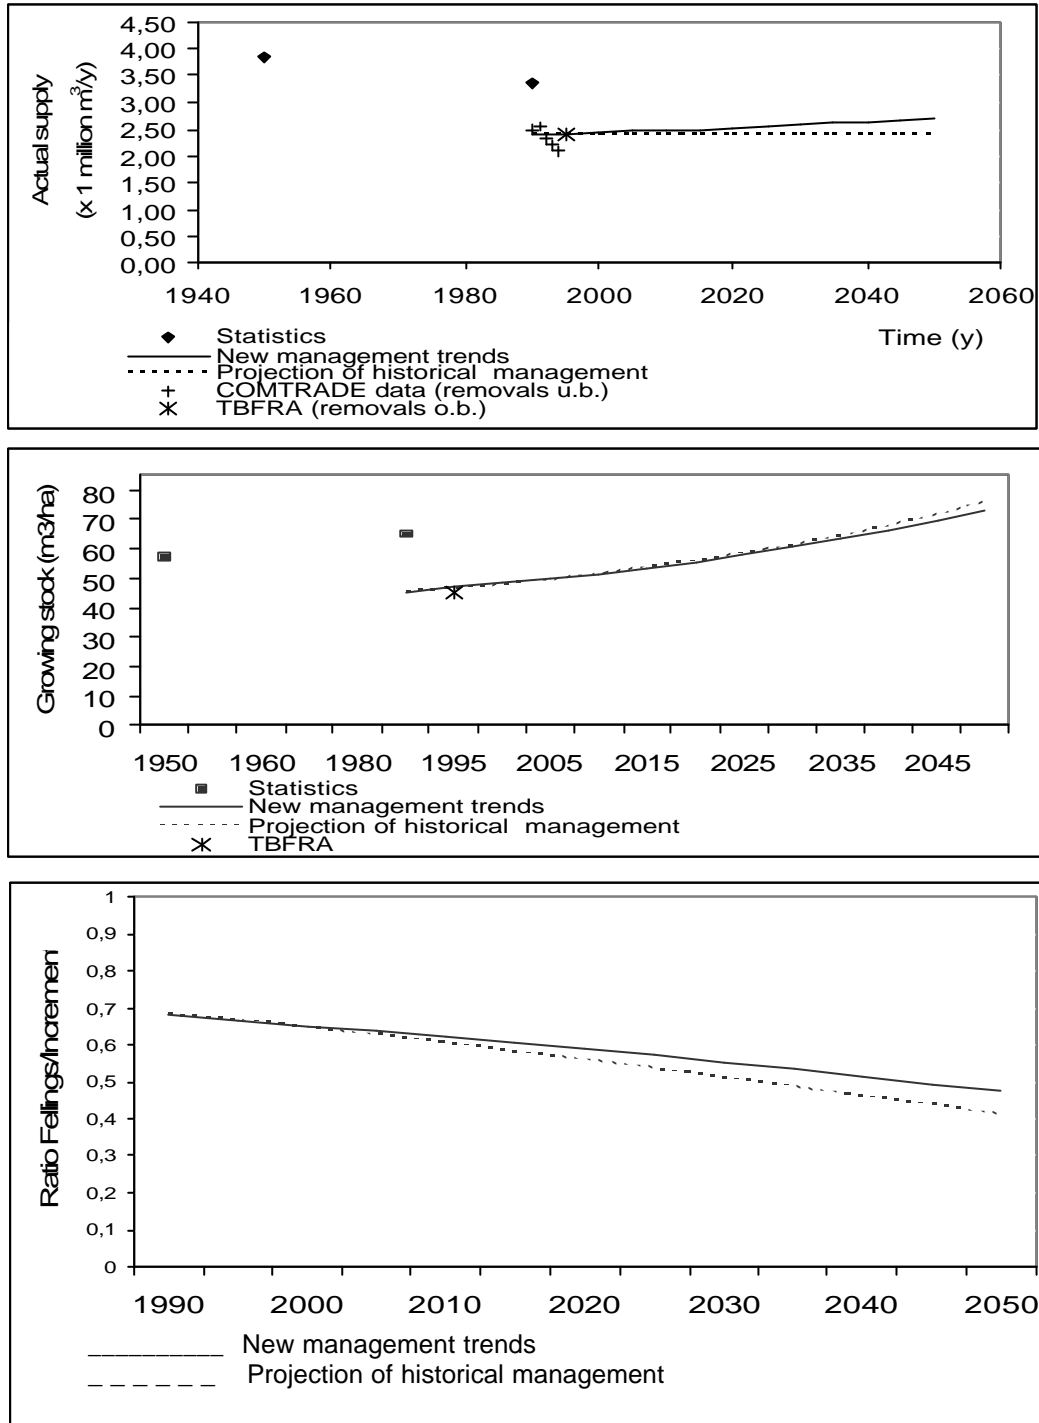 4,50
4,00
3,50
3,00
2,50
2,00
1,50
1,00
0,50
0,00
Actual supply
(x 1 million m³/y)
1940 1960 1980 2000 2020 2040 2060
Time (y)
Statistics
New management trends
Projection of historical management
COMTRADE data (removals u.b.)
TBFRA (removals o.b.)
80
70
60
50
40
30
20
10
0
Growing stock (m3/ha)
1950 1960 1980 1995 2005 2015 2025 2035 2045
Statistics
New management trends
Projection of historical management
TBFRA
1
0,9
0,8
0,7
0,6
0,5
0,4
0,3
0,2
0,1
0
Ratio Fellings/Increment
1990 2000 2010 2020 2030 2040 2050
New management trends
Projection of historical management